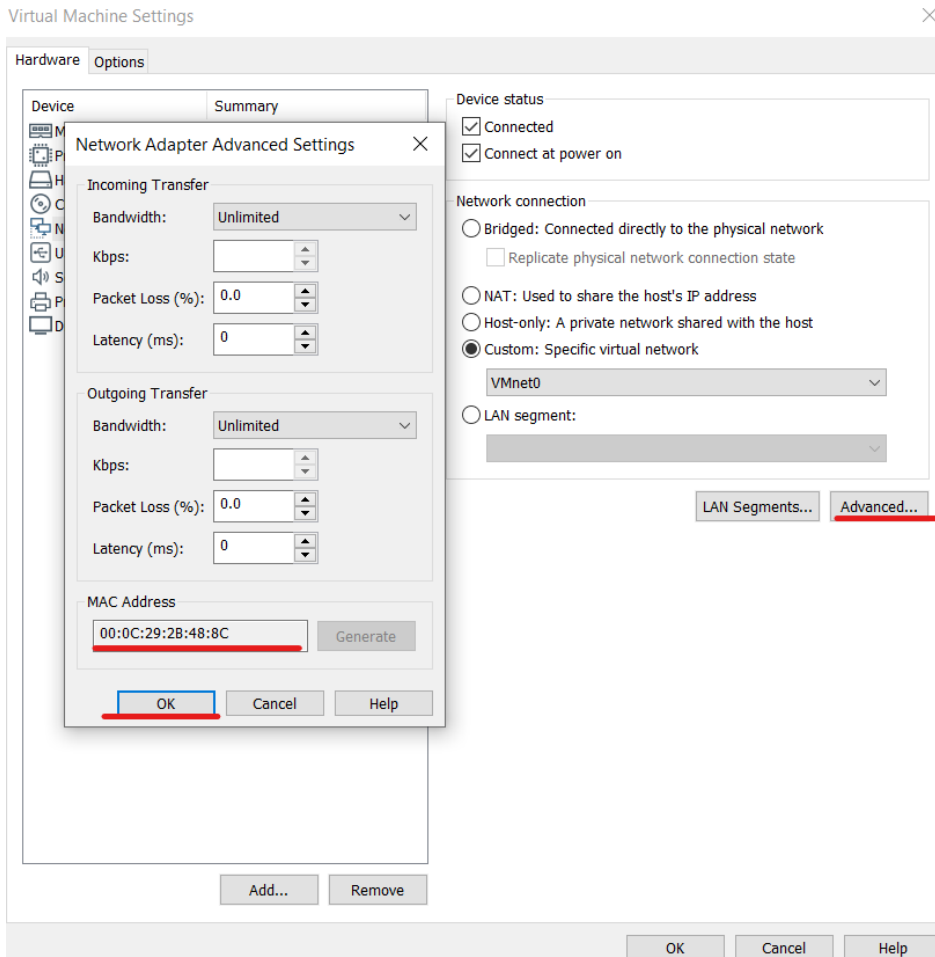 Virtual Machine Settings
Hardware
Options
Device
Summary
Network Adapter Advanced Settings
Incoming Transfer
Bandwidth:
Unlimited
Kbps:
Packet Loss (%):
0.0
Latency (ms):
0
Outgoing Transfer
Bandwidth:
Unlimited
Kbps:
Packet Loss (%):
0.0
Latency (ms):
0
MAC Address
00:0C:29:2B:48:8C
Generate
OK
Cancel
Help
Add...
Remove
Device status
Connected
Connect at power on
Network connection
Bridged: Connected directly to the physical network
Replicate physical network connection state
NAT: Used to share the host's IP address
Host-only: A private network shared with the host
Custom: Specific virtual network
VMnet0
LAN segment:
LAN Segments...
Advanced...
OK
Cancel
Help